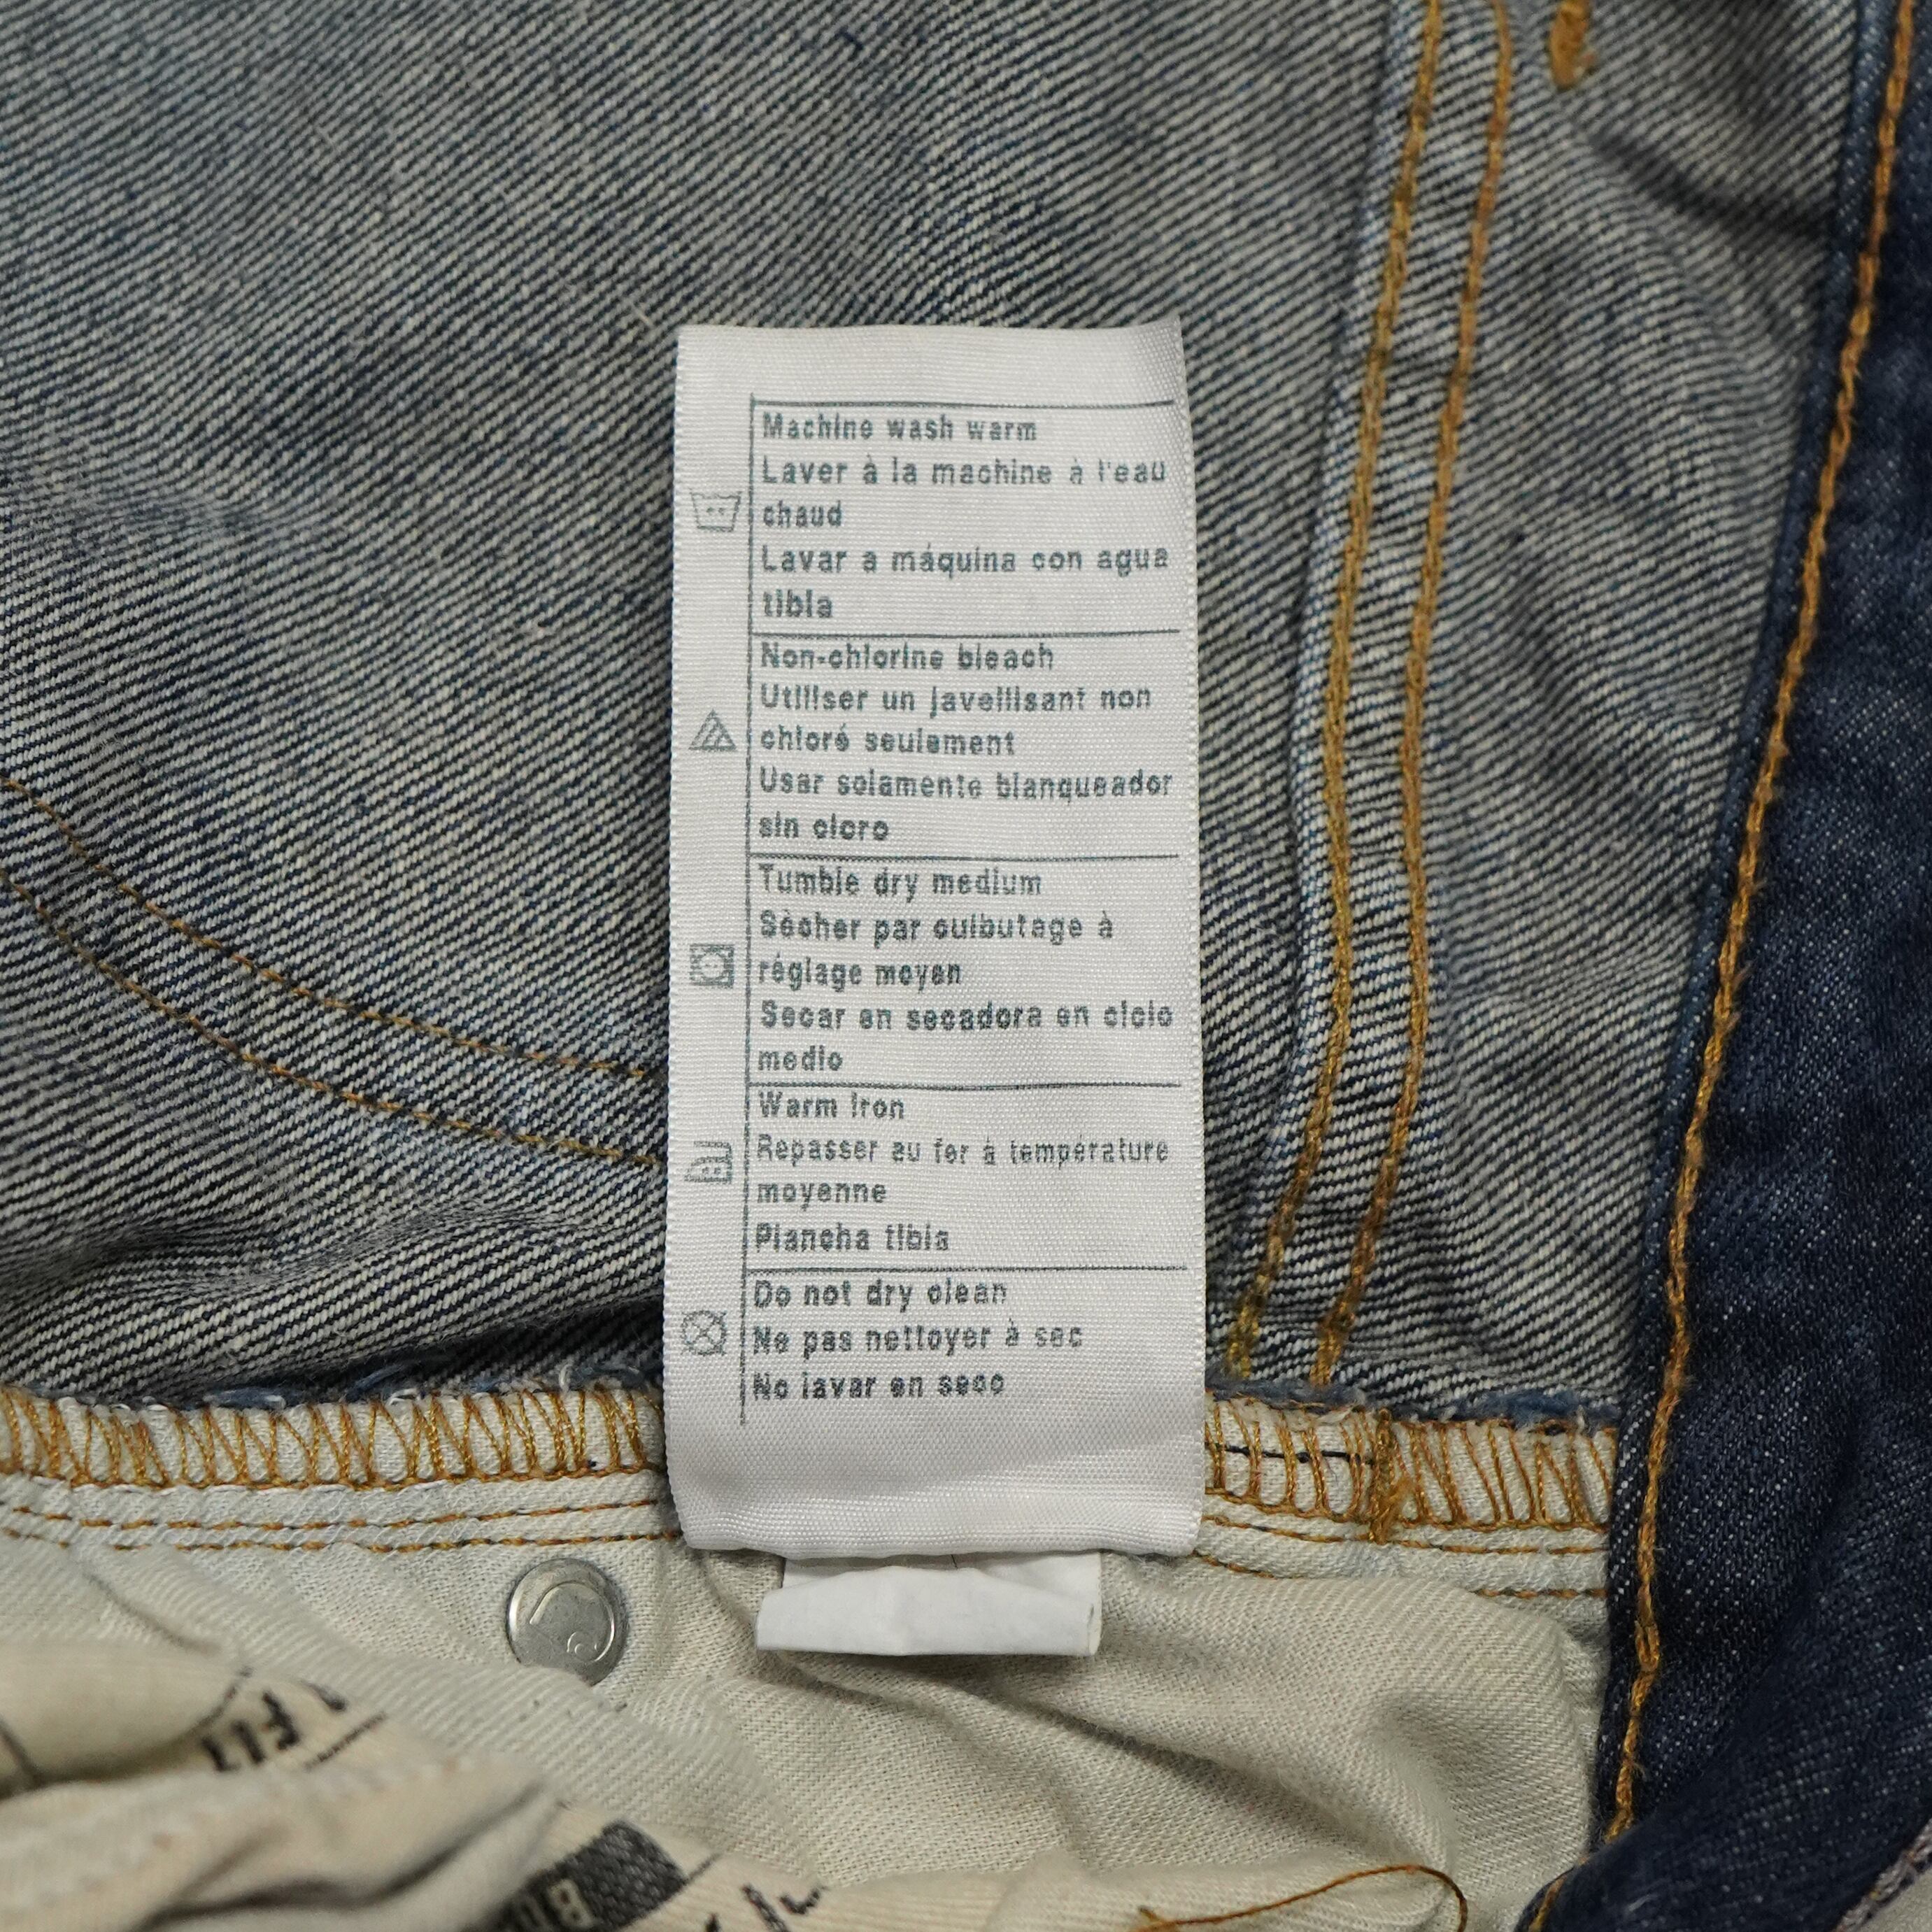 Machine wash warm
Laver à la machine à l'eau
chaud
Lavar a máquina con agua
tibia
Non-chlorine bleach
Utiliser un javellisant non
chloré seulement
Usar solamente blanqueador
sin cloro
Tumble dry medium
Sècher par culbutage à
réglage moyen
Secar en secadora en ciclo
medio
Warm Iron
Repasser au fer à température
moyenne
Plancha tibia
Do not dry clean
Ne pas nettoyer à sec
No lavar en seco
FIT